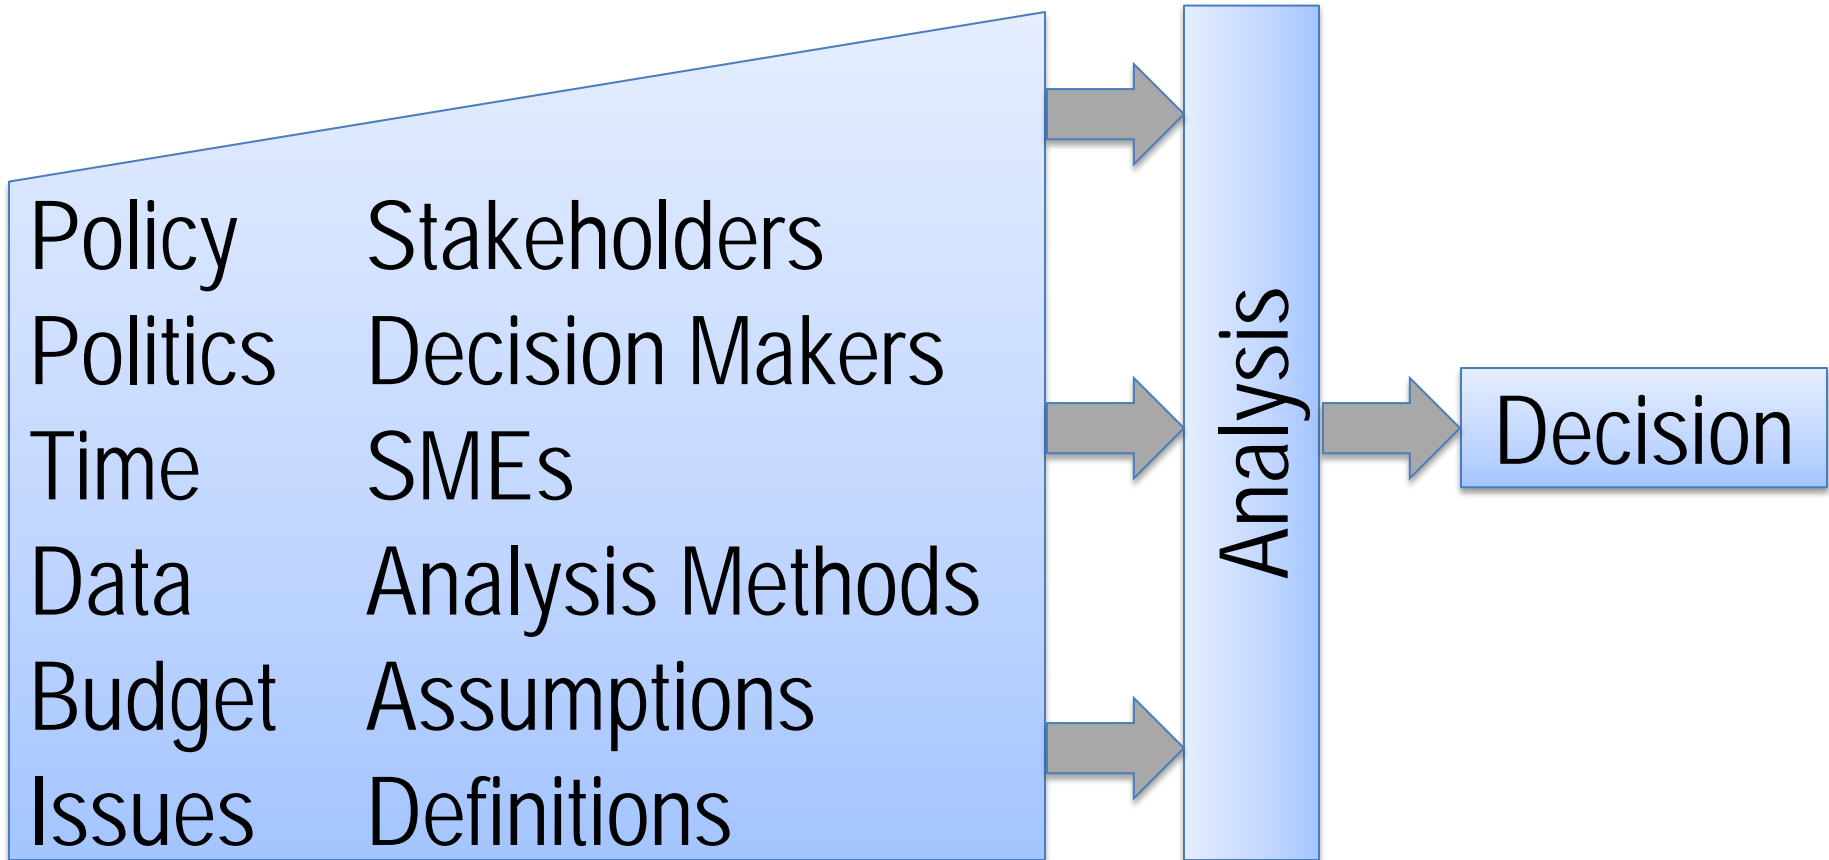 Policy Stakeholders
Politics Decision Makers
Time SMEs
Data Analysis Methods
Budget Assumptions
Issues Definitions
Analysis
Decision